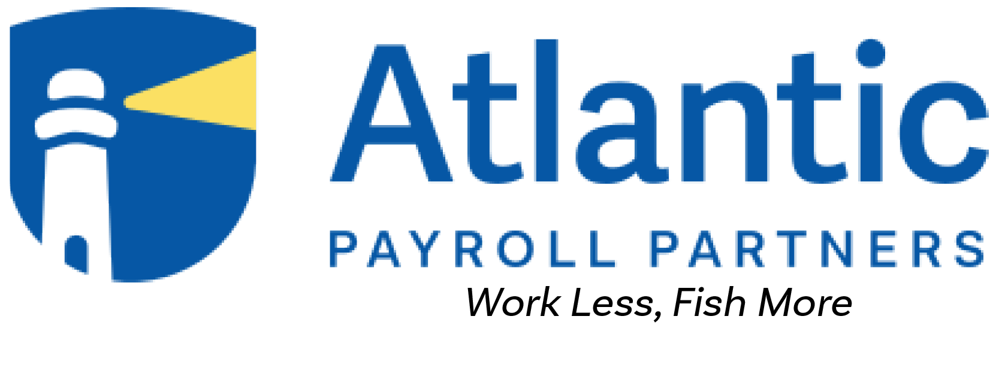 Atlantic
PAYROLL PARTNERS
Work Less, Fish More